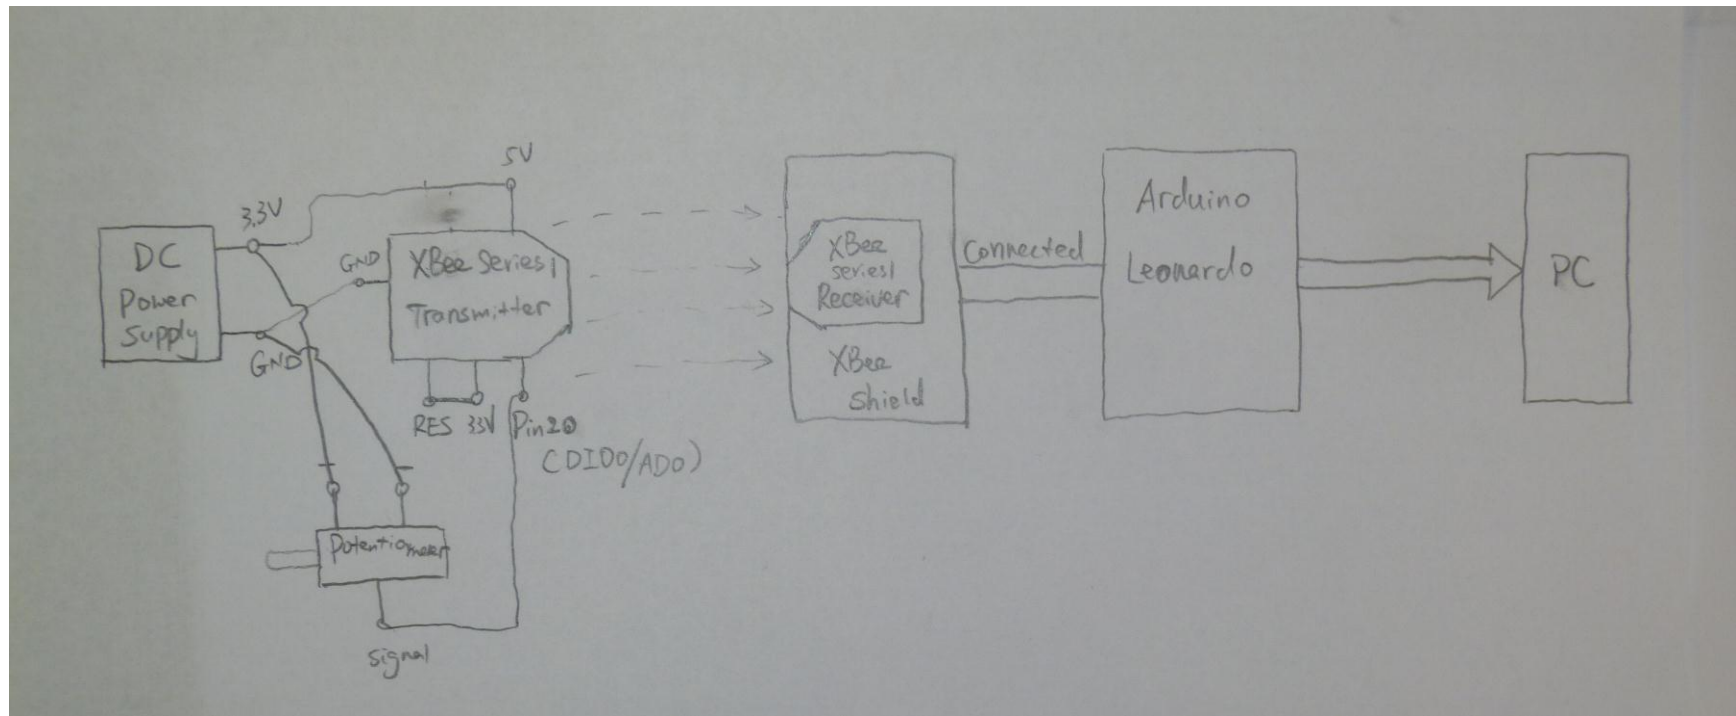 5V
3.3V
DC
Power
Supply
GND
GND
XBee Series1
Transmitter
RES 3.3V Pin20
(DIO0/AD0)
Potentiometer
Signal
XBee
series1
Receiver
XBee
Shield
Connected
Arduino
Leonardo
PC